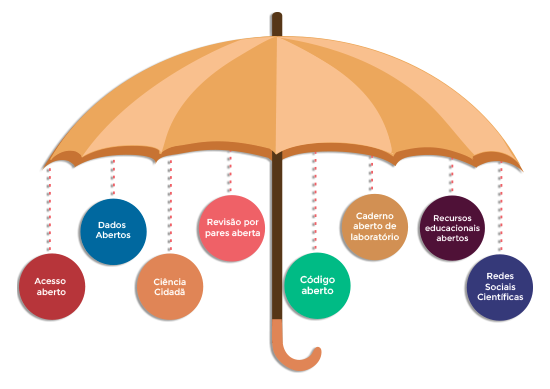 Acesso
aberto
Dados
Abertos
Ciência
Cidadã
Revisão por
pares aberta
Código
aberto
Caderno
aberto de
laboratório
Recursos
educacionais
abertos
Redes
Sociais
Científicas